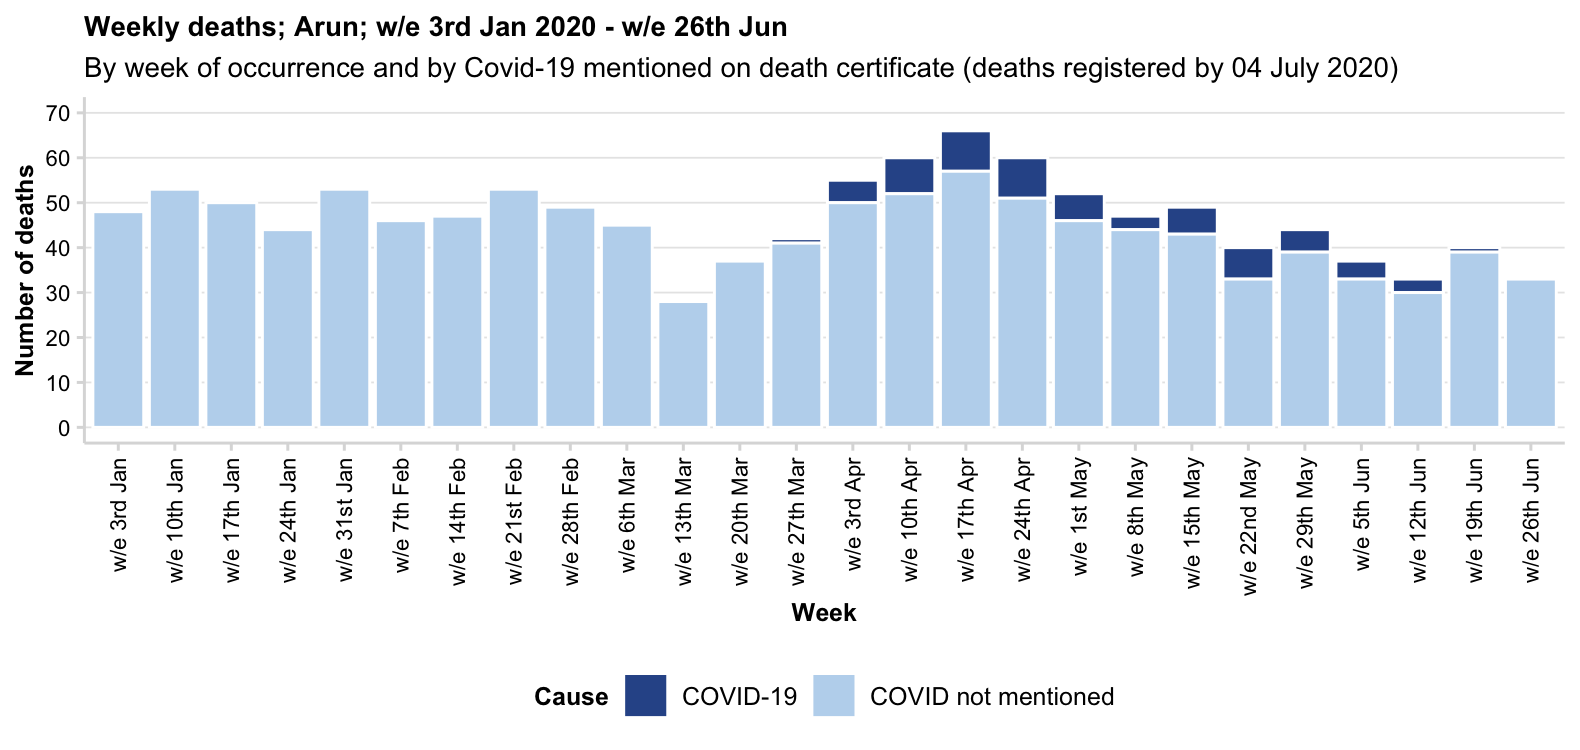 Weekly deaths; Arun; w/e 3rd Jan 2020 - w/e 26th Jun
By week of occurrence and by Covid-19 mentioned on death certificate (deaths registered by 04 July 2020)
Number of deaths
70
60
50
40
30
20
10
0
w/e 3rd Jan
w/e 10th Jan
w/e 17th Jan
w/e 24th Jan
w/e 31st Jan
w/e 7th Feb
w/e 14th Feb
w/e 21st Feb
w/e 28th Feb
w/e 6th Mar
w/e 13th Mar
w/e 20th Mar
w/e 27th Mar
w/e 3rd Apr
w/e 10th Apr
w/e 17th Apr
w/e 24th Apr
w/e 1st May
w/e 8th May
w/e 15th May
w/e 22nd May
w/e 29th May
w/e 5th Jun
w/e 12th Jun
w/e 19th Jun
w/e 26th Jun
Week
Cause COVID-19 COVID not mentioned